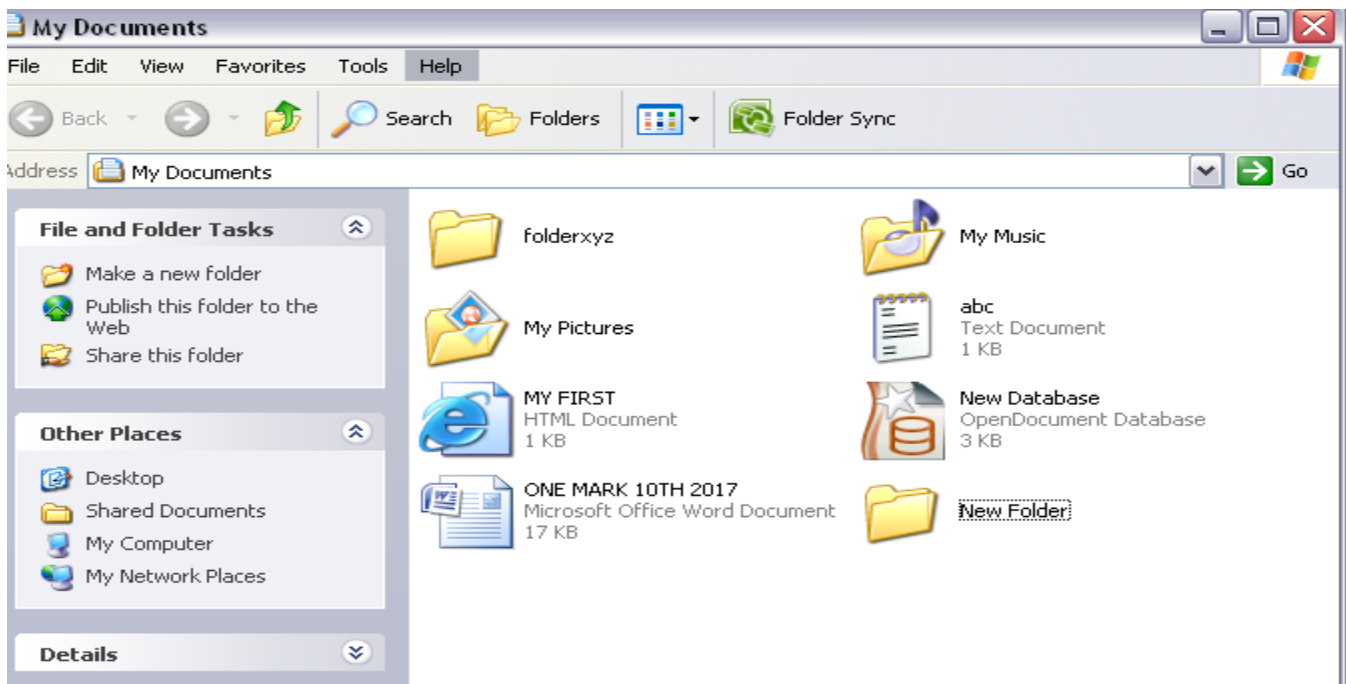 My Documents
File Edit View Favorites Tools Help
Back Search Folders Folder Sync
Address My Documents Go
File and Folder Tasks
Make a new folder
Publish this folder to the
Web
Share this folder
Other Places
Desktop
Shared Documents
My Computer
My Network Places
Details
folderxyz
My Music
My Pictures
abc
Text Document
1 KB
MY FIRST
HTML Document
1 KB
New Database
OpenDocument Database
3 KB
ONE MARK 10TH 2017
Microsoft Office Word Document
17 KB
New Folder